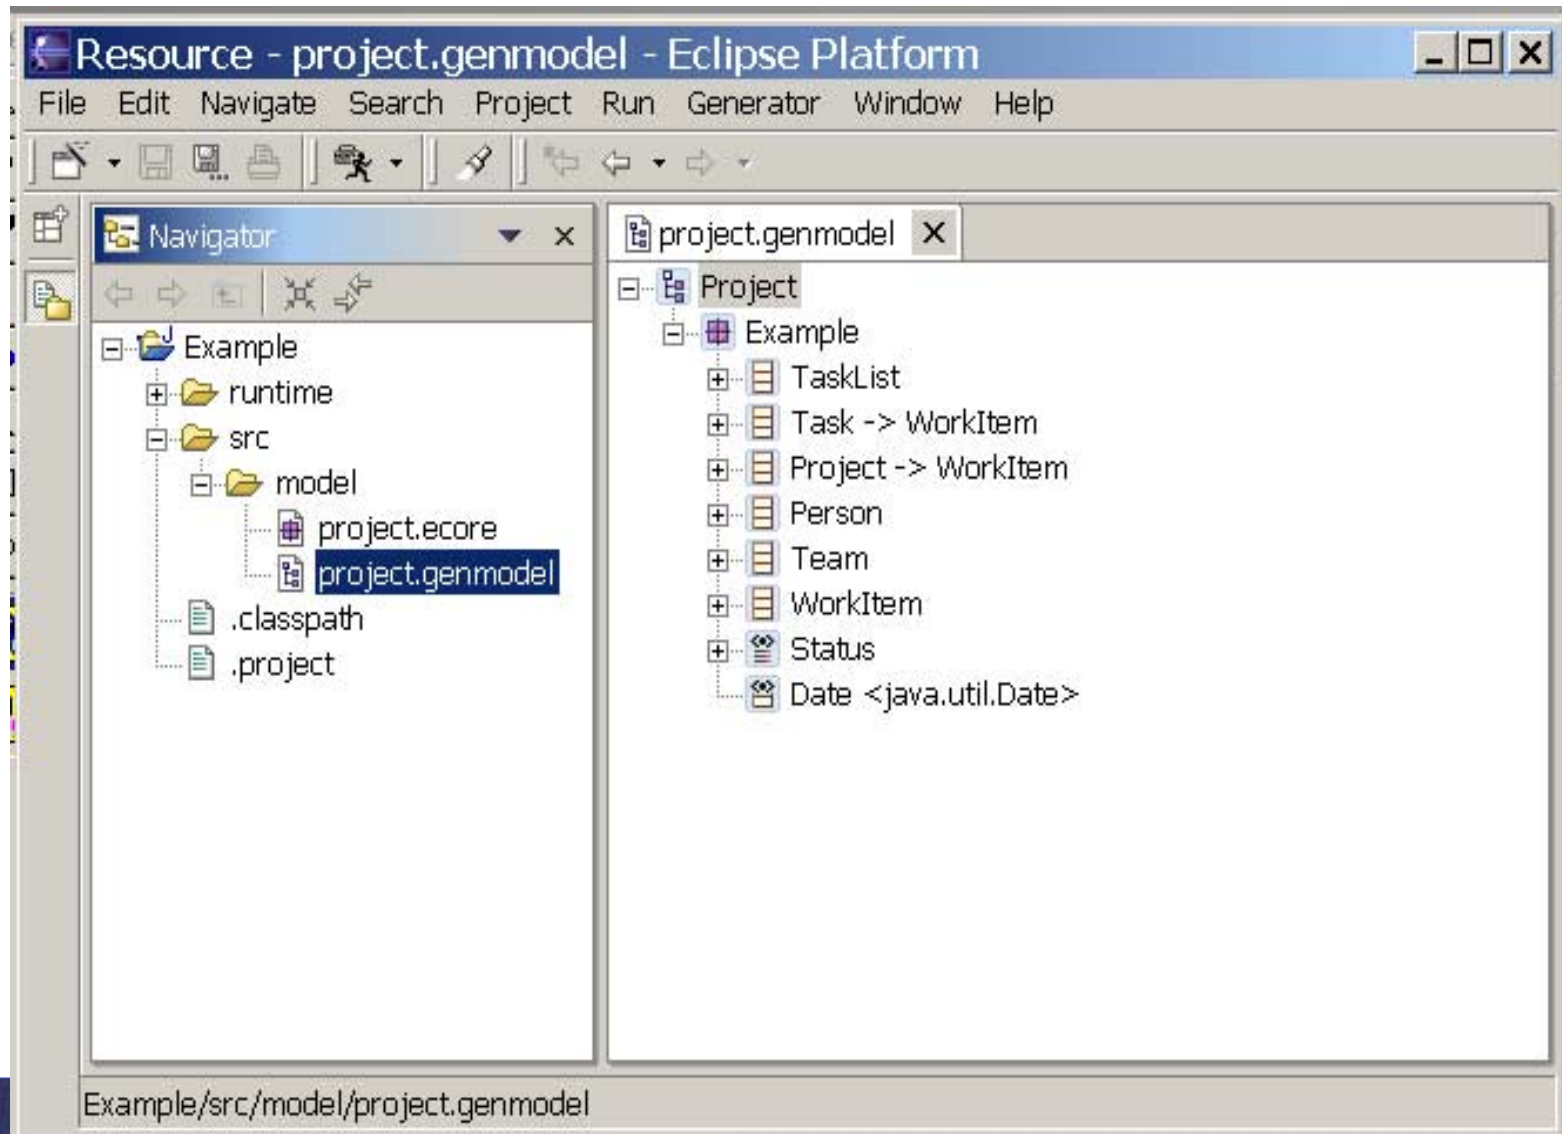 Resource - project.genmodel - Eclipse Platform
File Edit Navigate Search Project Run Generator Window Help
Navigator
Example
runtime
src
model
project.ecore
project.genmodel
.classpath
.project
project.genmodel
Project
Example
TaskList
Task -> WorkItem
Project -> WorkItem
Person
Team
WorkItem
Status
Date <java.util.Date>
Example/src/model/project.genmodel